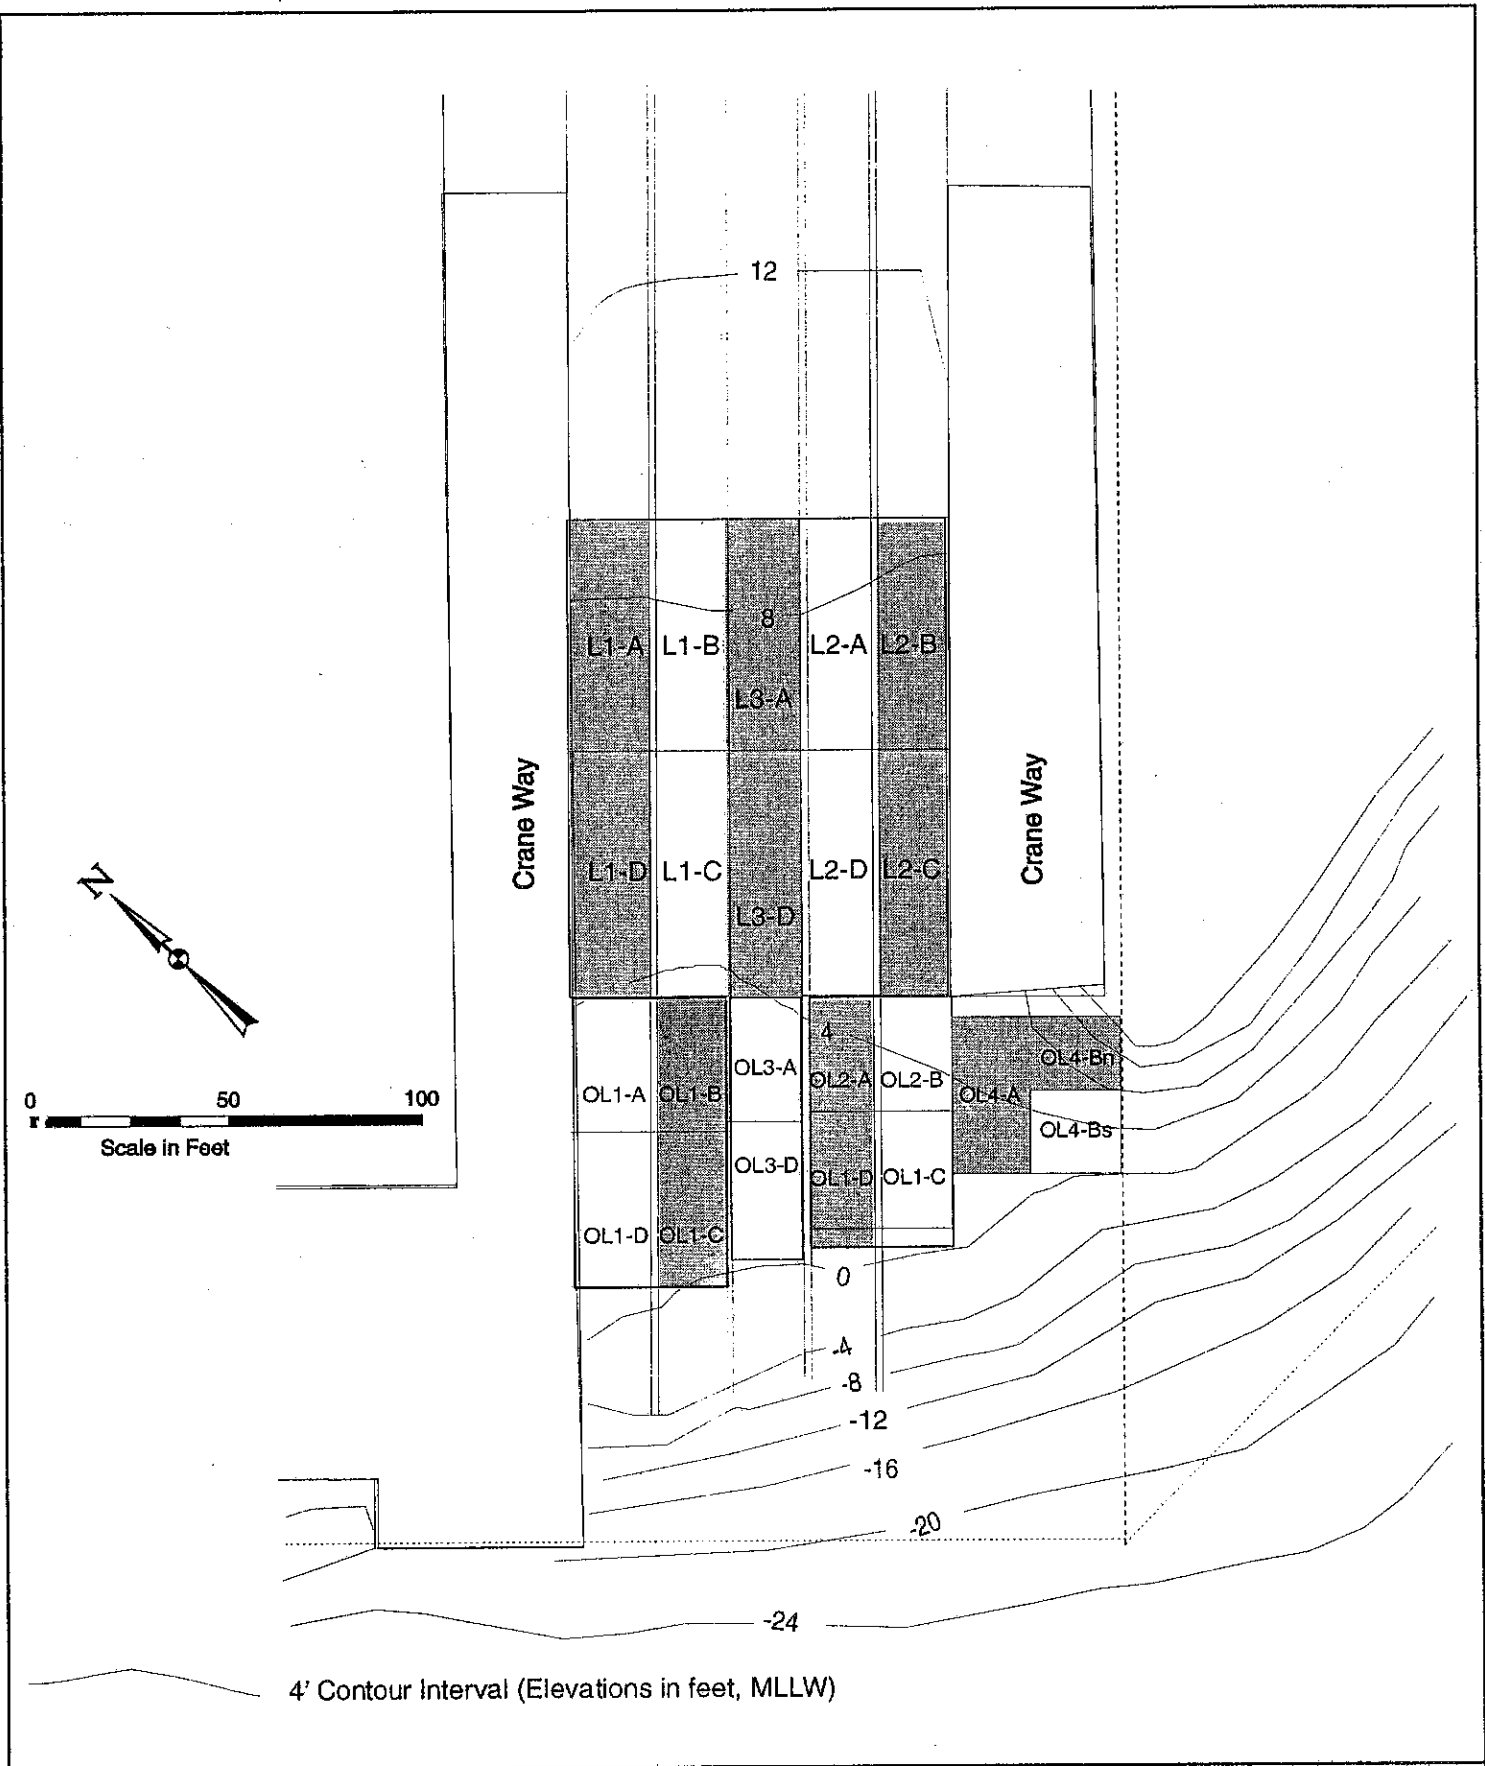 12
8
L1-A L1-B L2-A L2-B
L3-A
Crane Way
Crane Way
L1-D L1-C L2-D L2-C
L3-D
N
4
OL4-Bn
OL3-A
OL1-A OL1-B OL2-A OL2-B OL4-A
0 50 100
r
Scale in Feet
OL4-Bs
OL3-D OL1-D OL1-C
OL1-D OL1-C
0
-4
-8
-12
-16
-20
-24
4' Contour Interval (Elevations in feet, MLLW)